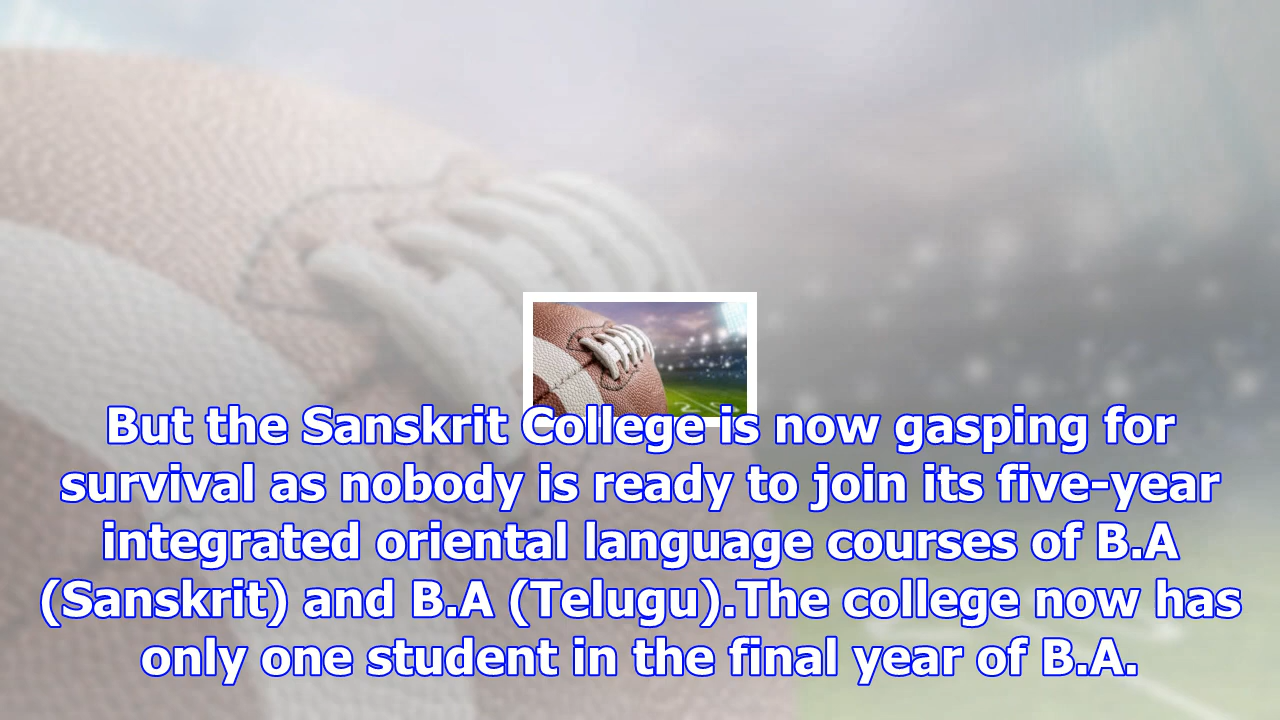 But the Sanskrit College is now gasping for
survival as nobody is ready to join its five-year
integrated oriental language courses of B.A
(Sanskrit) and B.A (Telugu).The college now has
only one student in the final year of B.A.